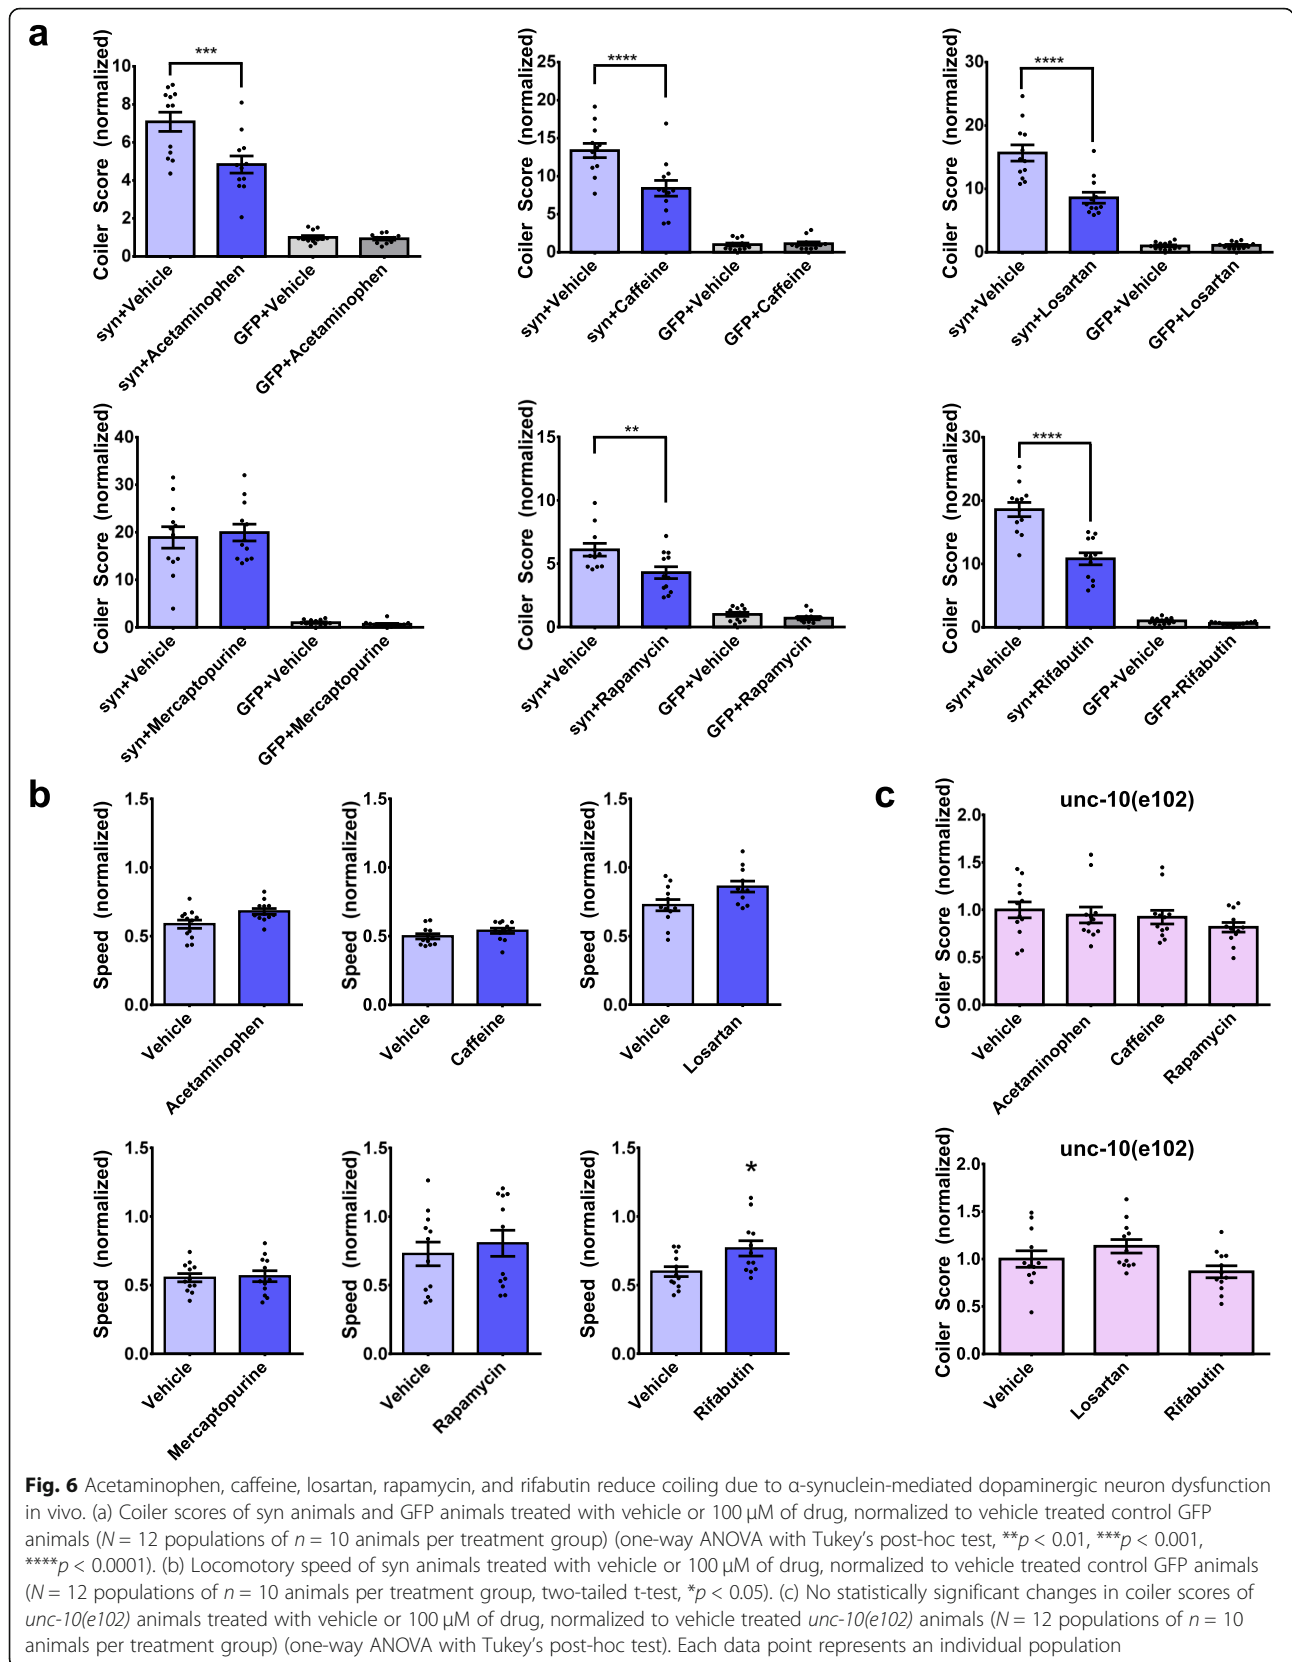 a
***
Coiler Score (normalized)
10
8
6
4
2
0
syn+Vehicle
syn+Acetaminophen
GFP+Vehicle
GFP+Acetaminophen
****
Coiler Score (normalized)
25
20
15
10
5
0
syn+Vehicle
syn+Caffeine
GFP+Vehicle
GFP+Caffeine
****
Coiler Score (normalized)
30
20
10
0
syn+Vehicle
syn+Losartan
GFP+Vehicle
GFP+Losartan
Coiler Score (normalized)
40
30
20
10
0
syn+Vehicle
syn+Mercaptopurine
GFP+Vehicle
GFP+Mercaptopurine
**
Coiler Score (normalized)
15
10
5
0
syn+Vehicle
syn+Rapamycin
GFP+Vehicle
GFP+Rapamycin
****
Coiler Score (normalized)
30
20
10
0
syn+Vehicle
syn+Rifabutin
GFP+Vehicle
GFP+Rifabutin
b
Speed (normalized)
1.5
1.0
0.5
0.0
Vehicle
Acetaminophen
Speed (normalized)
1.5
1.0
0.5
0.0
Vehicle
Caffeine
Speed (normalized)
1.5
1.0
0.5
0.0
Vehicle
Losartan
Speed (normalized)
1.5
1.0
0.5
0.0
Vehicle
Mercaptopurine
Speed (normalized)
1.5
1.0
0.5
0.0
Vehicle
Rapamycin
*
Speed (normalized)
1.5
1.0
0.5
0.0
Vehicle
Rifabutin
c
unc-10(e102)
Coiler Score (normalized)
2.0
1.5
1.0
0.5
0.0
Vehicle
Acetaminophen
Caffeine
Rapamycin
unc-10(e102)
Coiler Score (normalized)
2.0
1.5
1.0
0.5
0.0
Vehicle
Losartan
Rifabutin
Fig. 6 Acetaminophen, caffeine, losartan, rapamycin, and rifabutin reduce coiling due to α-synuclein-mediated dopaminergic neuron dysfunction
in vivo. (a) Coiler scores of syn animals and GFP animals treated with vehicle or 100 μM of drug, normalized to vehicle treated control GFP
animals (N = 12 populations of n = 10 animals per treatment group) (one-way ANOVA with Tukey's post-hoc test, **p < 0.01, ***p < 0.001,
****p < 0.0001). (b) Locomotory speed of syn animals treated with vehicle or 100 μM of drug, normalized to vehicle treated control GFP animals
(N = 12 populations of n = 10 animals per treatment group, two-tailed t-test, *p < 0.05). (c) No statistically significant changes in coiler scores of
unc-10(e102) animals treated with vehicle or 100 μM of drug, normalized to vehicle treated unc-10(e102) animals (N = 12 populations of n = 10
animals per treatment group) (one-way ANOVA with Tukey's post-hoc test). Each data point represents an individual population